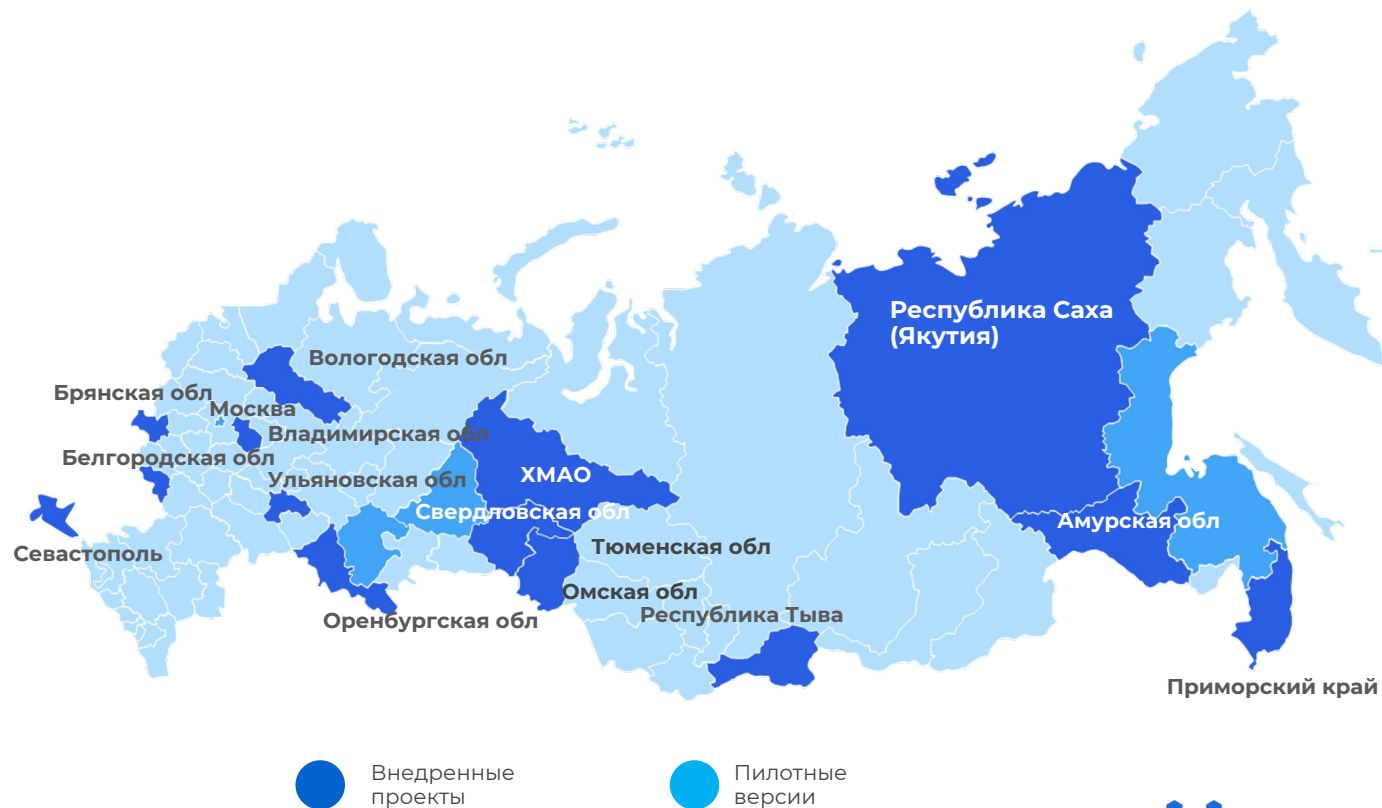 Республика Саха
(Якутия)
Вологодская обл
Брянская обл
Москва
Владимирская обл
Белгородская обл
Ульяновская обл
ХМАО
Свердловская обл
Амурская обл
Севастополь
Тюменская обл
Омская обл
Республика Тыва
Оренбургская обл
Приморский край
Внедренные
проекты
Пилотные
версии